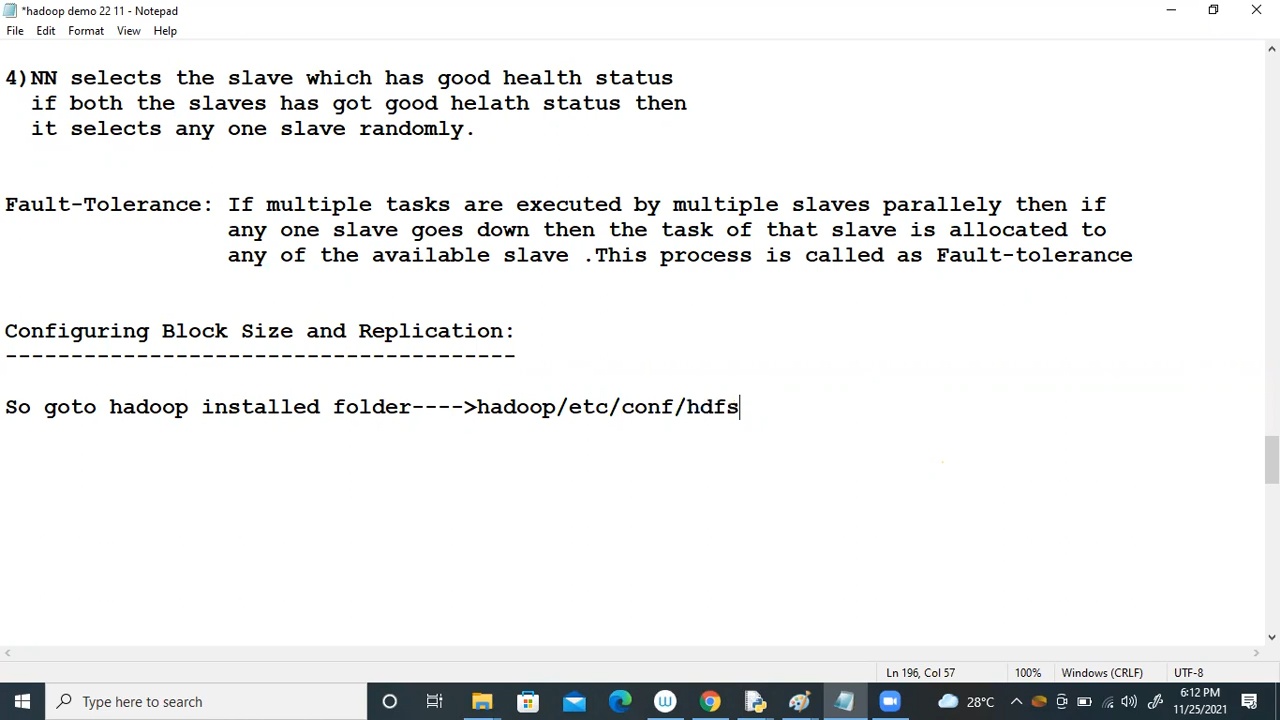 *hadoop demo 22 11 - Notepad
File Edit Format View Help
4)NN selects the slave which has good health status
if both the slaves has got good helath status then
it selects any one slave randomly.
Fault-Tolerance: If multiple tasks are executed by multiple slaves parallely then if
any one slave goes down then the task of that slave is allocated to
any of the available slave .This process is called as Fault-tolerance
Configuring Block Size and Replication:
---------------------------------------
So goto hadoop installed folder---->hadoop/etc/conf/hdfs
Ln 196, Col 57 100% Windows (CRLF) UTF-8
Type here to search
28°C
6:12 PM
11/25/2021